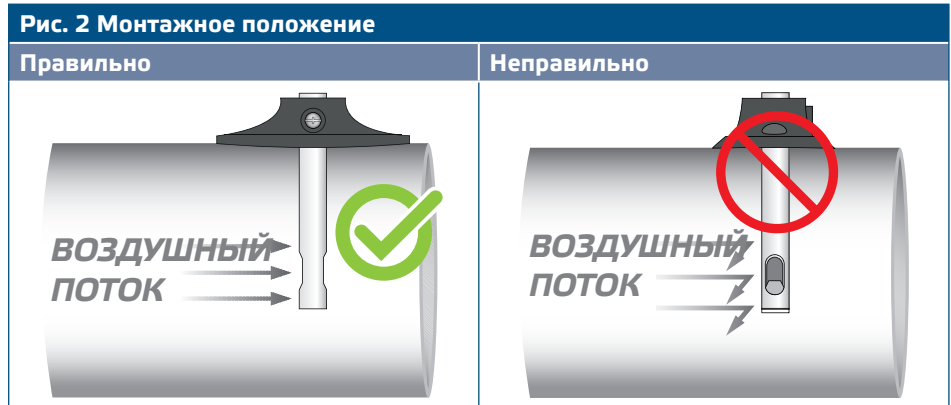 Рис. 2 Монтажное положение
Правильно
Неправильно
ВОЗДУШНЫЙ
ПОТОК
ВОЗДУШНЫЙ
ПОТОК